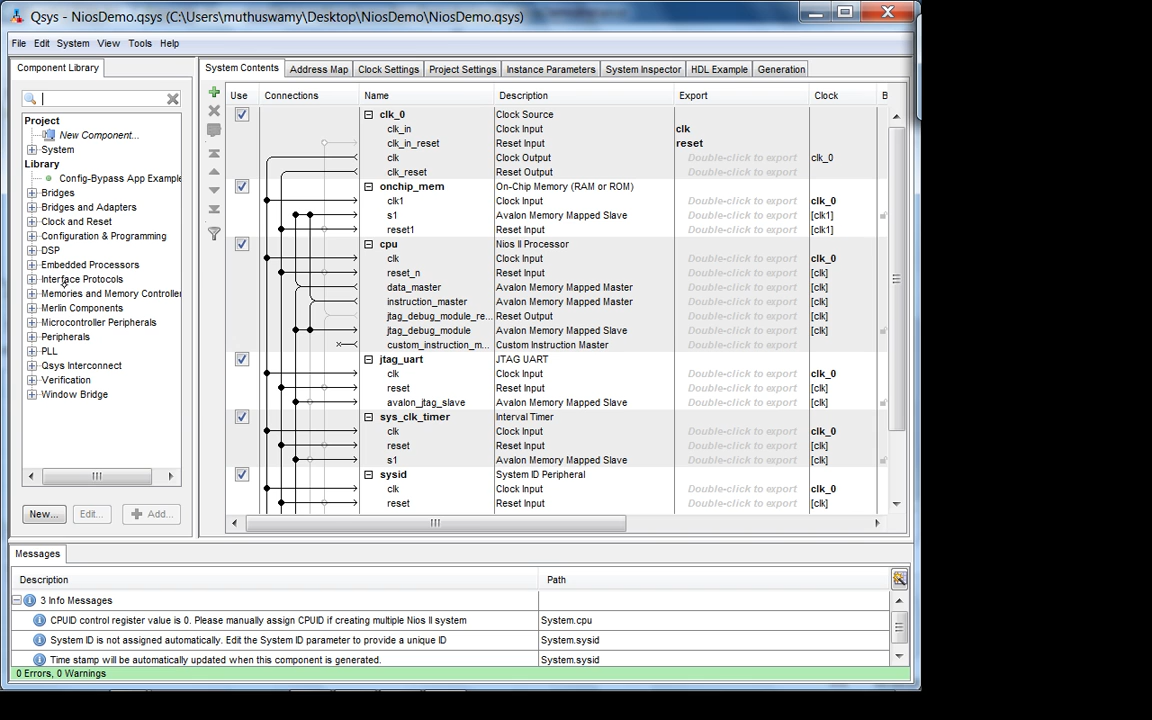 Qsys - NiosDemo.qsys (C:\Users\muthuswamy\Desktop\NiosDemo\NiosDemo.qsys)
File Edit System View Tools Help
Component Library
Project
New Component...
System
Library
Config-Bypass App Example
Bridges
Bridges and Adapters
Clock and Reset
Configuration & Programming
DSP
Embedded Processors
Interface Protocols
Memories and Memory Controller
Merlin Components
Microcontroller Peripherals
Peripherals
PLL
Qsys Interconnect
Verification
Window Bridge
New... Edit... Add...
System Contents Address Map Clock Settings Project Settings Instance Parameters System Inspector HDL Example Generation
Use Connections Name Description Export Clock B
clk_0 Clock Source
clk_in Clock Input clk
clk_in_reset Reset Input reset
clk Clock Output Double-click to export clk_0
clk_reset Reset Output Double-click to export
onchip_mem On-Chip Memory (RAM or ROM)
clk1 Clock Input Double-click to export clk_0
s1 Avalon Memory Mapped Slave Double-click to export [clk1]
reset1 Reset Input Double-click to export [clk1]
cpu Nios II Processor
clk Clock Input Double-click to export clk_0
reset_n Reset Input Double-click to export [clk]
data_master Avalon Memory Mapped Master Double-click to export [clk]
instruction_master Avalon Memory Mapped Master Double-click to export [clk]
jtag_debug_module_re... Reset Output Double-click to export [clk]
jtag_debug_module Avalon Memory Mapped Slave Double-click to export [clk]
custom_instruction_m... Custom Instruction Master Double-click to export
jtag_uart JTAG UART
clk Clock Input Double-click to export clk_0
reset Reset Input Double-click to export [clk]
avalon_jtag_slave Avalon Memory Mapped Slave Double-click to export [clk]
sys_clk_timer Interval Timer
clk Clock Input Double-click to export clk_0
reset Reset Input Double-click to export [clk]
s1 Avalon Memory Mapped Slave Double-click to export [clk]
sysid System ID Peripheral
clk Clock Input Double-click to export clk_0
reset Reset Input Double-click to export [clk]
Messages
Description Path
3 Info Messages
CPUID control register value is 0. Please manually assign CPUID if creating multiple Nios II system System.cpu
System ID is not assigned automatically. Edit the System ID parameter to provide a unique ID System.sysid
Time stamp will be automatically updated when this component is generated. System.sysid
0 Errors, 0 Warnings